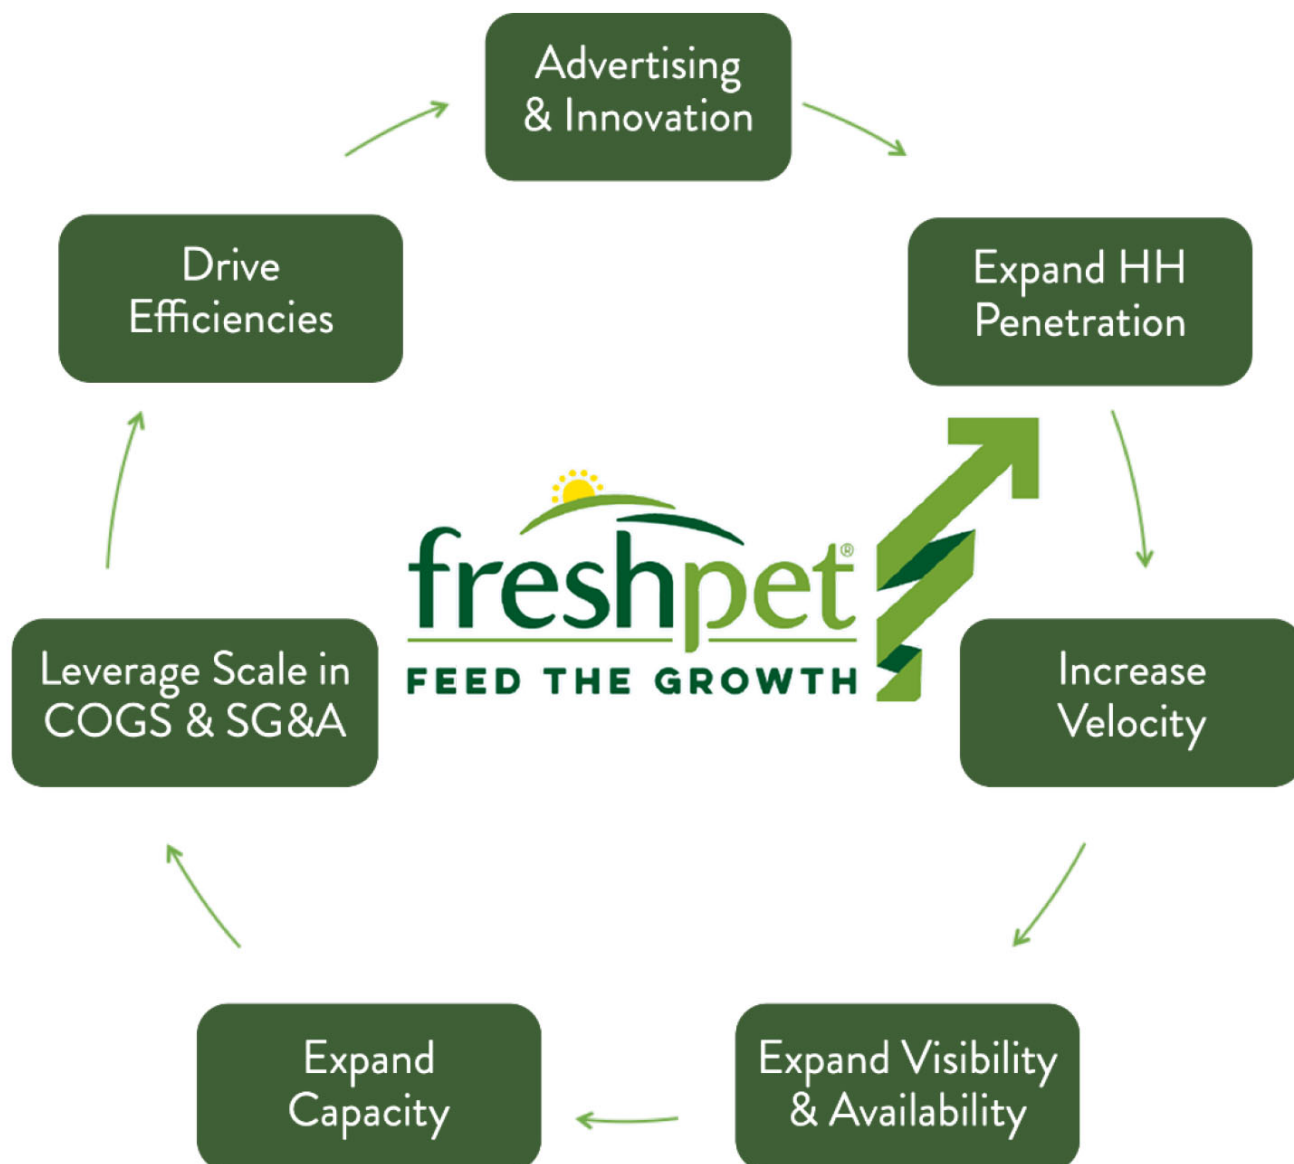 Advertising
& Innovation
Expand HH
Penetration
Increase
Velocity
Expand Visibility
& Availability
Expand
Capacity
Leverage Scale in
COGS & SG&A
Drive
Efficiencies
freshpet®
FEED THE GROWTH